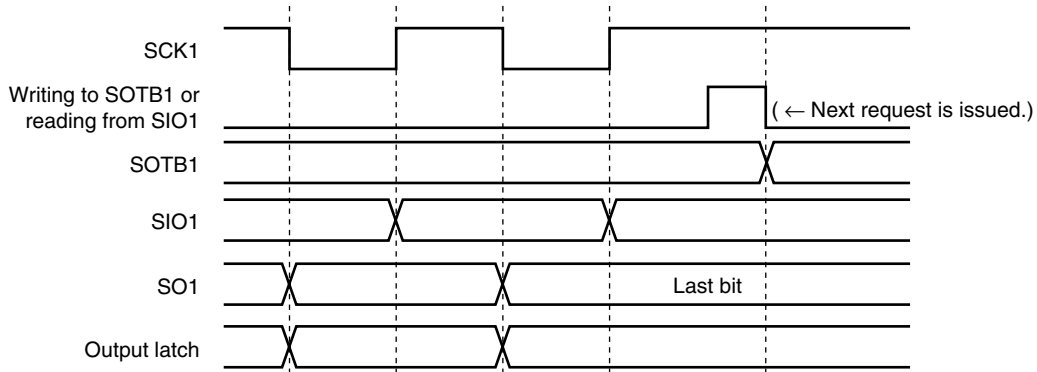 SCK1
Writing to SOTB1 or
reading from SIO1
( ← Next request is issued.)
SOTB1
SIO1
SO1
Last bit
Output latch